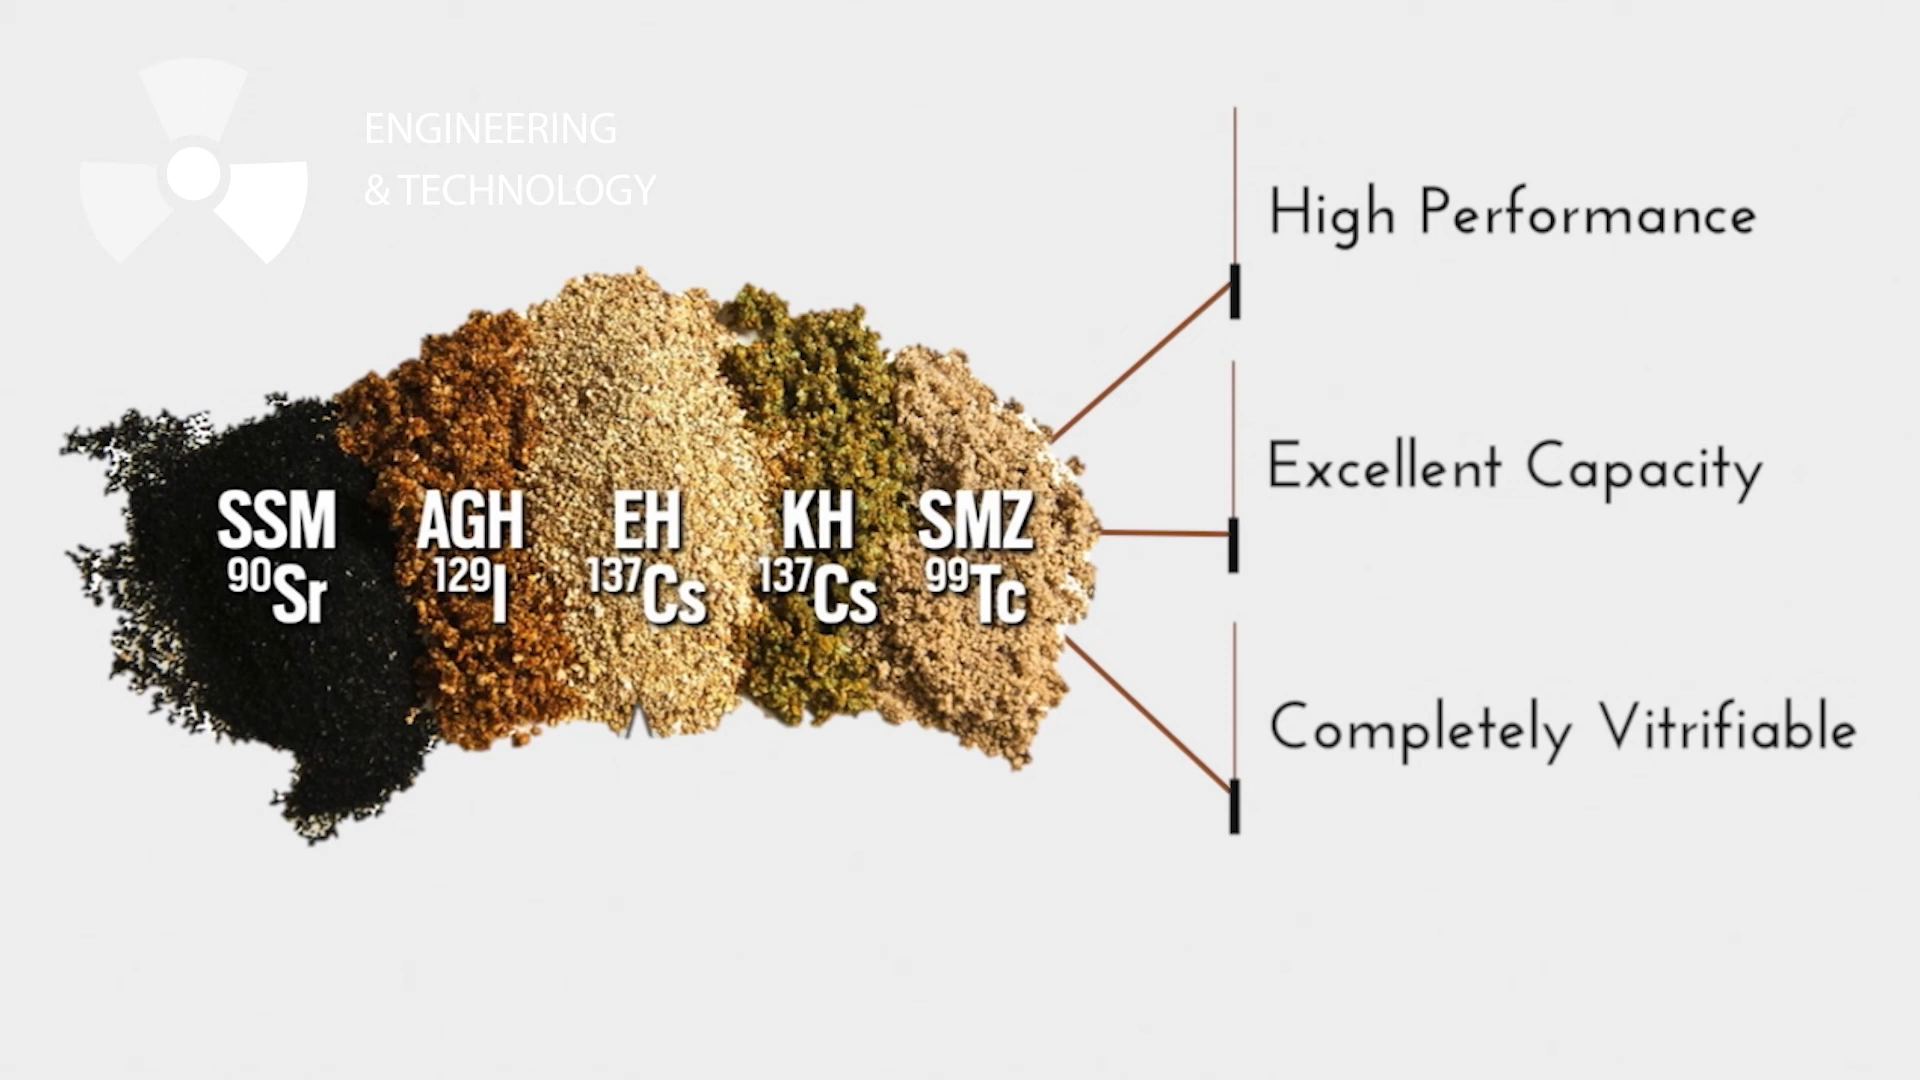 ENGINEERING
& TECHNOLOGY
High Performance
Excellent Capacity
Completely Vitrifiable
SSM
⁹⁰Sr
AGH
¹²⁹I
EH
¹³⁷Cs
KH
¹³⁷Cs
SMZ
⁹⁹Tc